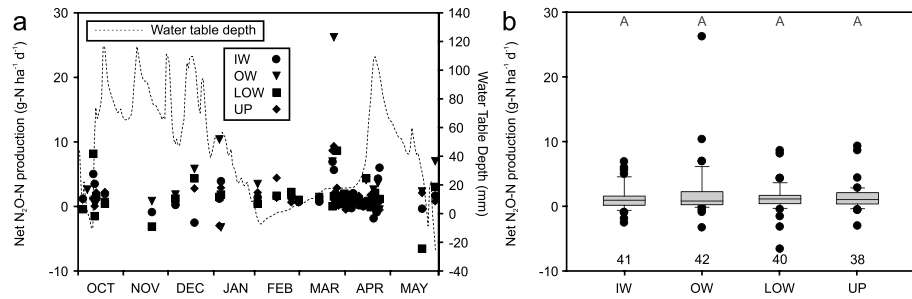 a
Net N₂O-N production (g-N ha⁻¹ d⁻¹)
30
20
10
0
-10
Water table depth
IW
OW
LOW
UP
140
120
100
80
60
40
20
0
-20
-40
Water Table Depth (mm)
OCT NOV DEC JAN FEB MAR APR MAY
b
Net N₂O-N production (g-N ha⁻¹ d⁻¹)
30
20
10
0
-10
A A A A
41 42 40 38
IW OW LOW UP